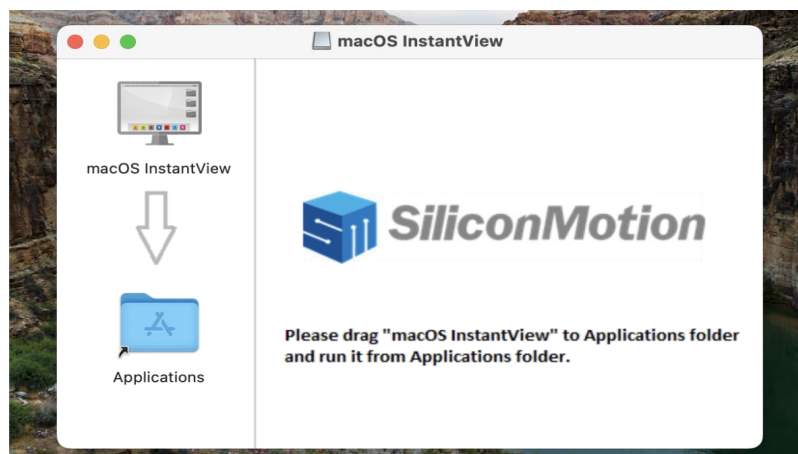 macOS InstantView
macOS InstantView
Applications
SiliconMotion
Please drag "macOS InstantView" to Applications folder
and run it from Applications folder.